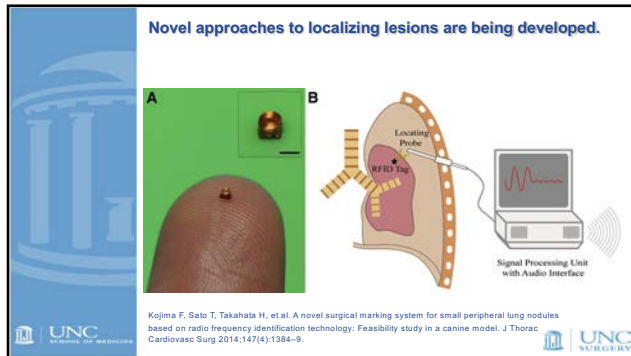 Novel approaches to localizing lesions are being developed.
A
B
Locating
Probe
RFID Tag
Signal Processing Unit
with Audio Interface
Kojima F, Sato T, Takahata H, et al. A novel surgical marking system for small peripheral lung nodules
based on radio frequency identification technology: Feasibility study in a canine model. J Thorac
Cardiovasc Surg 2014;147(4):1384–9.
UNC
SCHOOL OF MEDICINE
UNC
SURGERY